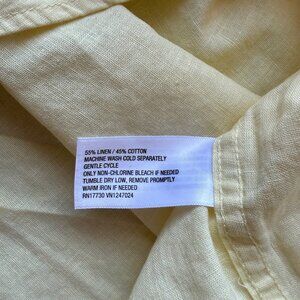 55% LINEN / 45% COTTON
MACHINE WASH COLD SEPARATELY
GENTLE CYCLE
ONLY NON-CHLORINE BLEACH IF NEEDED
TUMBLE DRY LOW, REMOVE PROMPTLY
WARM IRON IF NEEDED
RN17730 VN1247024